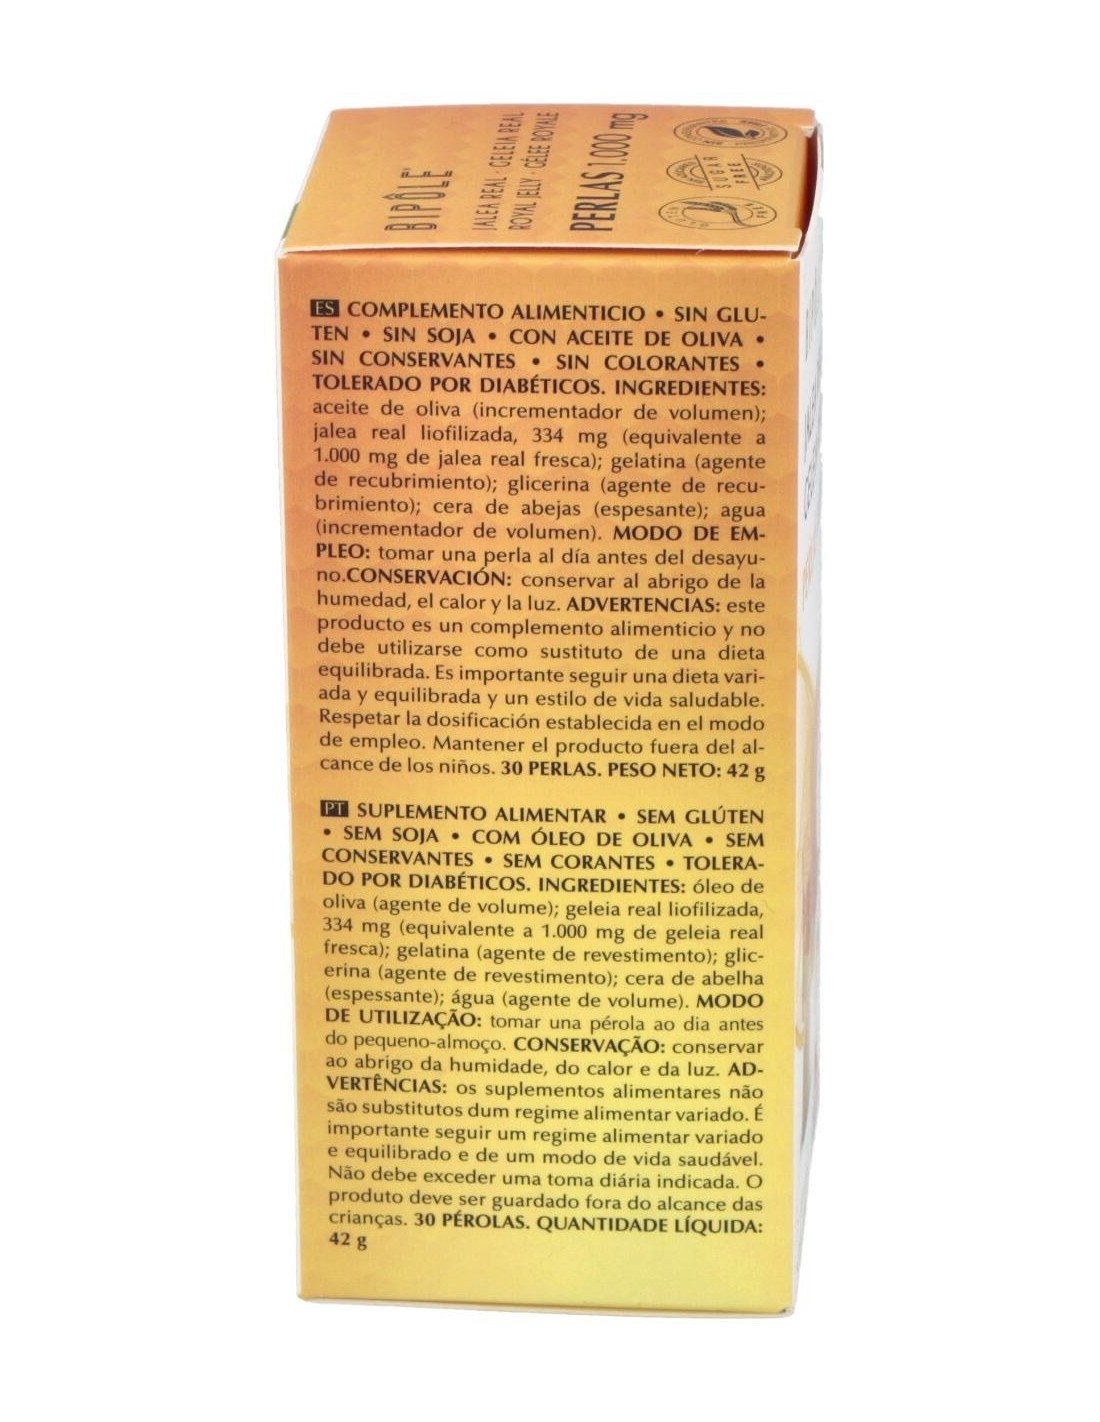 BIPÔLE
JALEA REAL · GELEIA REAL
ROYAL JELLY · GÉLEE ROYALE
PERLAS 1.000 mg
SUGAR
FREE
ES COMPLEMENTO ALIMENTICIO • SIN GLU-
TEN • SIN SOJA • CON ACEITE DE OLIVA •
SIN CONSERVANTES • SIN COLORANTES •
TOLERADO POR DIABÉTICOS. INGREDIENTES:
aceite de oliva (incrementador de volumen);
jalea real liofilizada, 334 mg (equivalente a
1.000 mg de jalea real fresca); gelatina (agente
de recubrimiento); glicerina (agente de recu-
brimiento); cera de abejas (espesante); agua
(incrementador de volumen). MODO DE EM-
PLEO: tomar una perla al día antes del desayu-
no.CONSERVACIÓN: conservar al abrigo de la
humedad, el calor y la luz. ADVERTENCIAS: este
producto es un complemento alimenticio y no
debe utilizarse como sustituto de una dieta
equilibrada. Es importante seguir una dieta vari-
ada y equilibrada y un estilo de vida saludable.
Respetar la dosificación establecida en el modo
de empleo. Mantener el producto fuera del al-
cance de los niños. 30 PERLAS. PESO NETO: 42 g
PT SUPLEMENTO ALIMENTAR • SEM GLÚTEN
• SEM SOJA • COM ÓLEO DE OLIVA • SEM
CONSERVANTES • SEM CORANTES • TOLERA-
DO POR DIABÉTICOS. INGREDIENTES: óleo de
oliva (agente de volume); geleia real liofilizada,
334 mg (equivalente a 1.000 mg de geleia real
fresca); gelatina (agente de revestimento); glic-
erina (agente de revestimento); cera de abelha
(espessante); água (agente de volume). MODO
DE UTILIZAÇÃO: tomar una pérola ao dia antes
do pequeno-almoço. CONSERVAÇÃO: conservar
ao abrigo da humidade, do calor e da luz. AD-
VERTÊNCIAS: os suplementos alimentares não
são substitutos dum regime alimentar variado. É
importante seguir um regime alimentar variado
e equilibrado e de um modo de vida saudável.
Não debe exceder uma toma diária indicada. O
produto deve ser guardado fora do alcance das
crianças. 30 PÉROLAS. QUANTIDADE LÍQUIDA:
42 g